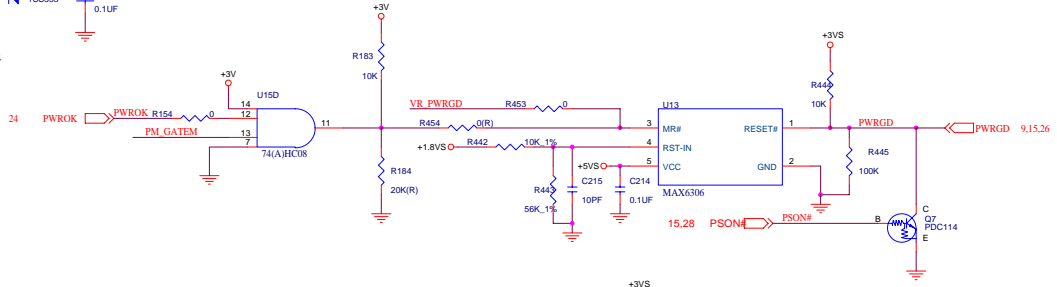 0.1UF
+3V
+3VS
R183
10K
+3V
U15D
14
12
13
7
11
74(A)HC08
24 PWROK PWROK R154 0
PM_GATEM
VR_PWRGD R453 0
R454 0(R)
+1.8VS R442 10K_1%
+5VS
R184
20K(R)
R443
56K_1%
C215
10PF
C214
0.1UF
U13
3 MR# RESET# 1
4 RST-IN
5 VCC GND 2
MAX6306
R444
10K
PWRGD
PWRGD 9,15,26
R445
100K
15,28 PSON# PSON# B
C
Q7
PDC114
E
+3VS